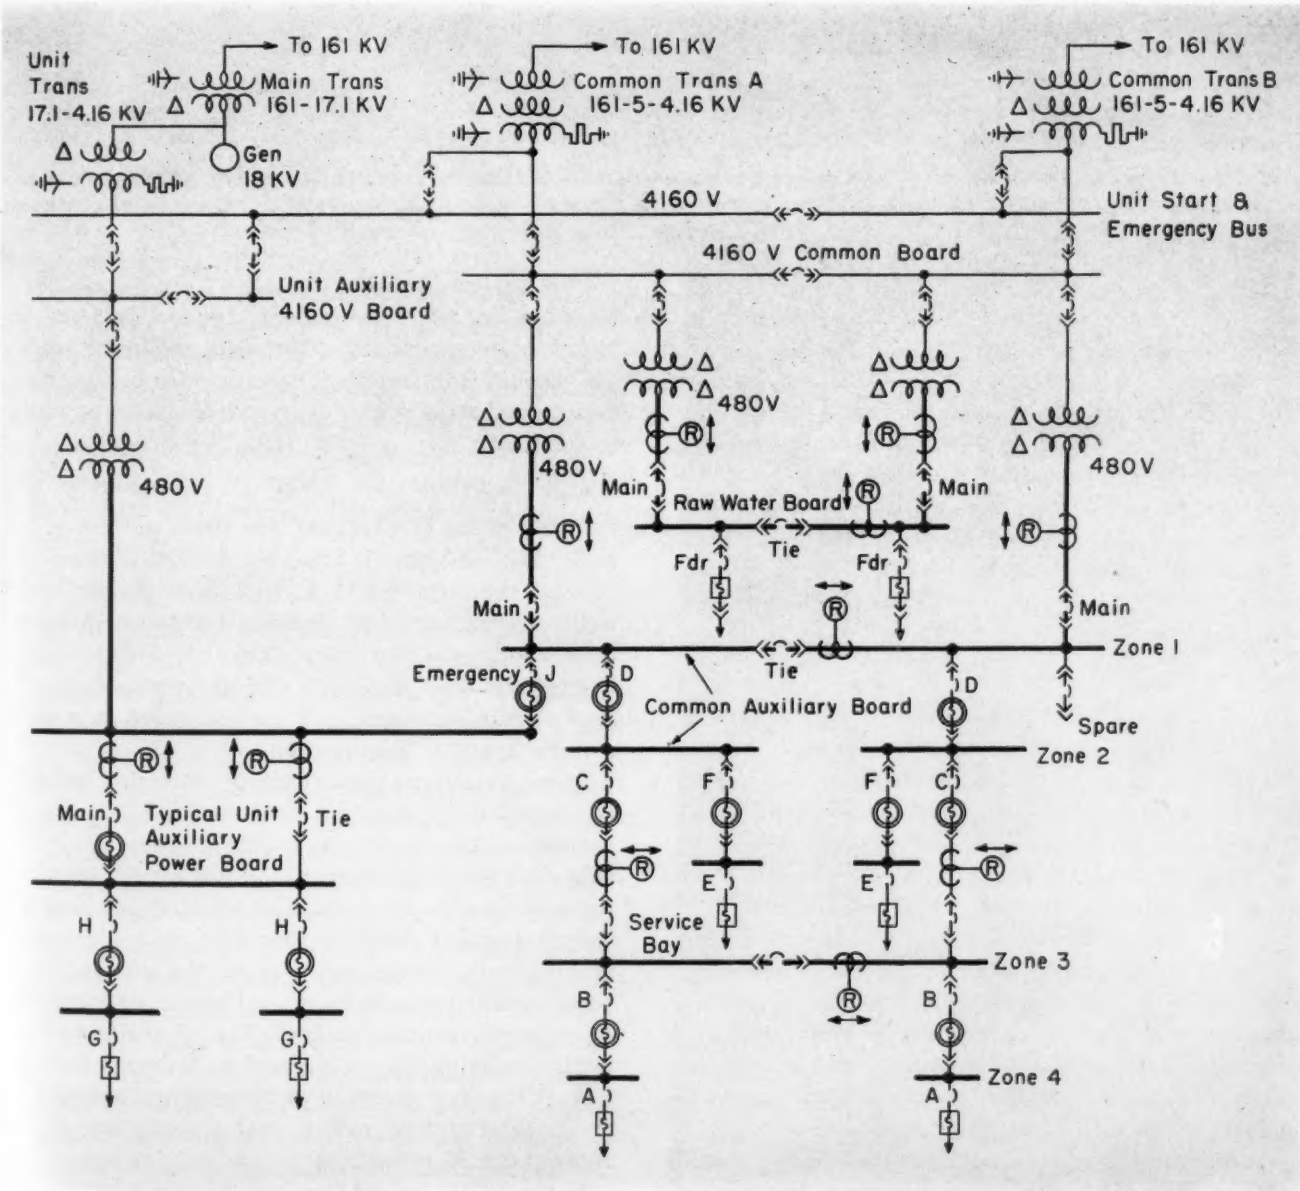 Unit
Trans
17.1-4.16 KV
To 161 KV
Main Trans
161-17.1 KV
Δ
Δ
Gen
18 KV
To 161 KV
Common Trans A
161-5-4.16 KV
Δ
To 161 KV
Common Trans B
161-5-4.16 KV
Δ
4160 V
Unit Start &
Emergency Bus
4160 V Common Board
Unit Auxiliary
4160 V Board
Δ
Δ
480V
Δ
Δ
Δ
Δ
480V
Δ
Δ
480V
Δ
Δ
480V
R
R
Main
Main
Raw Water Board
R
R
R
Tie
Fdr
Fdr
R
Main
Main
Zone 1
Tie
Emergency
J
D
D
Common Auxiliary Board
Spare
Zone 2
R
R
Main
Typical Unit
Auxiliary
Power Board
Tie
C
F
F
C
R
R
E
E
H
H
Service
Bay
Zone 3
R
B
B
G
G
Zone 4
A
A